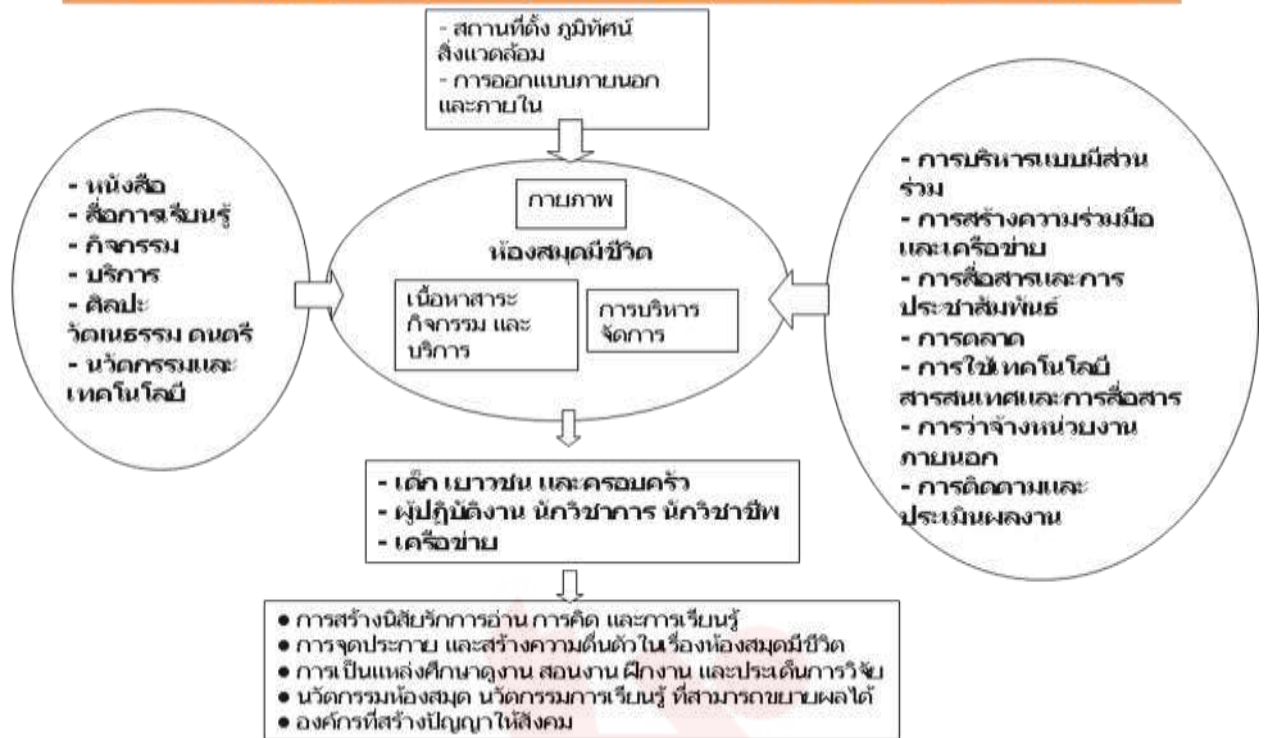 - สถานที่ตั้ง ภูมิทัศน์
สิ่งแวดล้อม
- การออกแบบภายนอก
และภายใน
- หนังสือ
- สื่อการเรียนรู้
- กิจกรรม
- บริการ
- ศิลปะ
วัฒนธรรม ดนตรี
- นวัตกรรมและ
เทคโนโลยี
กายภาพ
ห้องสมุดมีชีวิต
เนื้อหาสาระ
กิจกรรม และ
บริการ
การบริหาร
จัดการ
- การบริหารแบบมีส่วน
ร่วม
- การสร้างความร่วมมือ
และเครือข่าย
- การสื่อสารและการ
ประชาสัมพันธ์
- การตลาด
- การใช้เทคโนโลยี
สารสนเทศและการสื่อสาร
- การว่าจ้างหน่วยงาน
ภายนอก
- การติดตามและ
ประเมินผลงาน
- เด็ก เยาวชน และครอบครัว
- ผู้ปฏิบัติงาน นักวิชาการ นักวิชาชีพ
- เครือข่าย
● การสร้างนิสัยรักการอ่าน การคิด และการเรียนรู้
● การจุดประกาย และสร้างความตื่นตัวในเรื่องห้องสมุดมีชีวิต
● การเป็นแหล่งศึกษาดูงาน สอนงาน ฝึกงาน และประเด็นการวิจัย
● นวัตกรรมห้องสมุด นวัตกรรมการเรียนรู้ ที่สามารถขยายผลได้
● องค์กรที่สร้างปัญญาให้สังคม